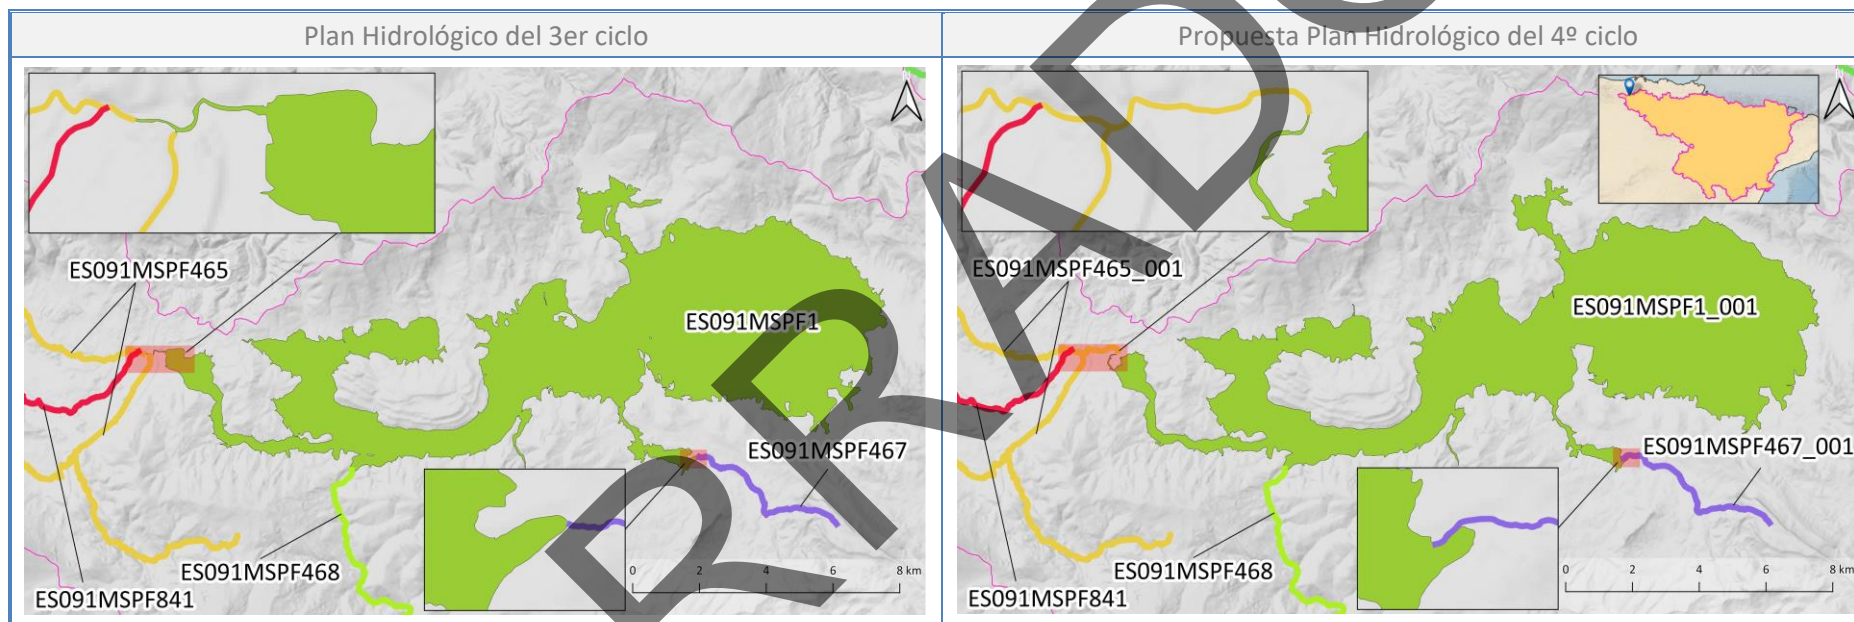 Plan Hidrológico del 3er ciclo
Propuesta Plan Hidrológico del 4º ciclo
ES091MSPF465
ES091MSPF1
ES091MSPF467
ES091MSPF468
ES091MSPF841
0 2 4 6 8 km
ES091MSPF465_001
ES091MSPF1_001
ES091MSPF467_001
ES091MSPF468
ES091MSPF841
0 2 4 6 8 km